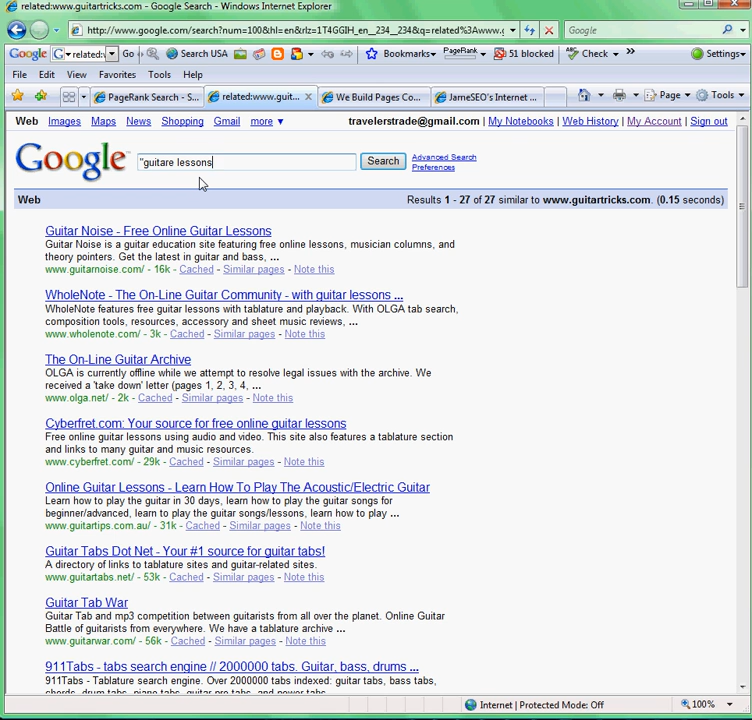 related:www.guitartricks.com - Google Search - Windows Internet Explorer
http://www.google.com/search?num=100&hl=en&rlz=1T4GGIH_en__234__234&q=related%3Awww.g
Google
File Edit View Favorites Tools Help
Google related:w Go Search USA Bookmarks PageRank 51 blocked Check Settings
PageRank Search - S... related:www.guit... We Build Pages Co... JameSEO's Internet ... Page Tools
Web Images Maps News Shopping Gmail more ▼ travelerstrade@gmail.com | My Notebooks | Web History | My Account | Sign out
Google "guitare lessons Search Advanced Search
Preferences
Web Results 1 - 27 of 27 similar to www.guitartricks.com. (0.15 seconds)
Guitar Noise - Free Online Guitar Lessons
Guitar Noise is a guitar education site featuring free online lessons, musician columns, and
theory pointers. Get the latest in guitar and bass, ...
www.guitarnoise.com/ - 16k - Cached - Similar pages - Note this
WholeNote - The On-Line Guitar Community - with guitar lessons ...
WholeNote features free guitar lessons with tablature and playback. With OLGA tab search,
composition tools, resources, accessory and sheet music reviews, ...
www.wholenote.com/ - 3k - Cached - Similar pages - Note this
The On-Line Guitar Archive
OLGA is currently offline while we attempt to resolve legal issues with the archive. We
received a 'take down' letter (pages 1, 2, 3, 4, ...
www.olga.net/ - 2k - Cached - Similar pages - Note this
Cyberfret.com: Your source for free online guitar lessons
Free online guitar lessons using audio and video. This site also features a tablature section
and links to many guitar and music resources.
www.cyberfret.com/ - 29k - Cached - Similar pages - Note this
Online Guitar Lessons - Learn How To Play The Acoustic/Electric Guitar
Learn how to play the guitar in 30 days, learn how to play the guitar songs for
beginner/advanced, learn to play the guitar songs/lessons, learn how to play ...
www.guitartips.com.au/ - 31k - Cached - Similar pages - Note this
Guitar Tabs Dot Net - Your #1 source for guitar tabs!
A directory of links to tablature sites and guitar-related sites.
www.guitartabs.net/ - 53k - Cached - Similar pages - Note this
Guitar Tab War
Guitar Tab and mp3 competition between guitarists from all over the planet. Online Guitar
Battle of guitarists from everywhere. We have a tablature archive ...
www.guitarwar.com/ - 56k - Cached - Similar pages - Note this
911Tabs - tabs search engine // 2000000 tabs. Guitar, bass, drums ...
911Tabs - Tablature search engine. Over 2000000 tabs indexed: guitar tabs, bass tabs,
chords, drum tabs, piano tabs, guitar pro tabs, and power tabs.
Internet | Protected Mode: Off 100%